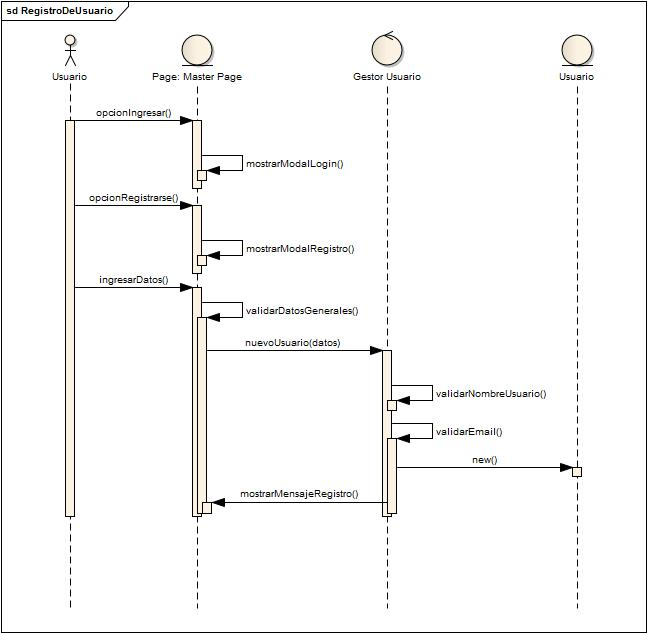 sd RegistroDeUsuario
Usuario
Page: Master Page
Gestor Usuario
Usuario
opcionIngresar()
mostrarModalLogin()
opcionRegistrarse()
mostrarModalRegistro()
ingresarDatos()
validarDatosGenerales()
nuevoUsuario(datos)
validarNombreUsuario()
validarEmail()
new()
mostrarMensajeRegistro()